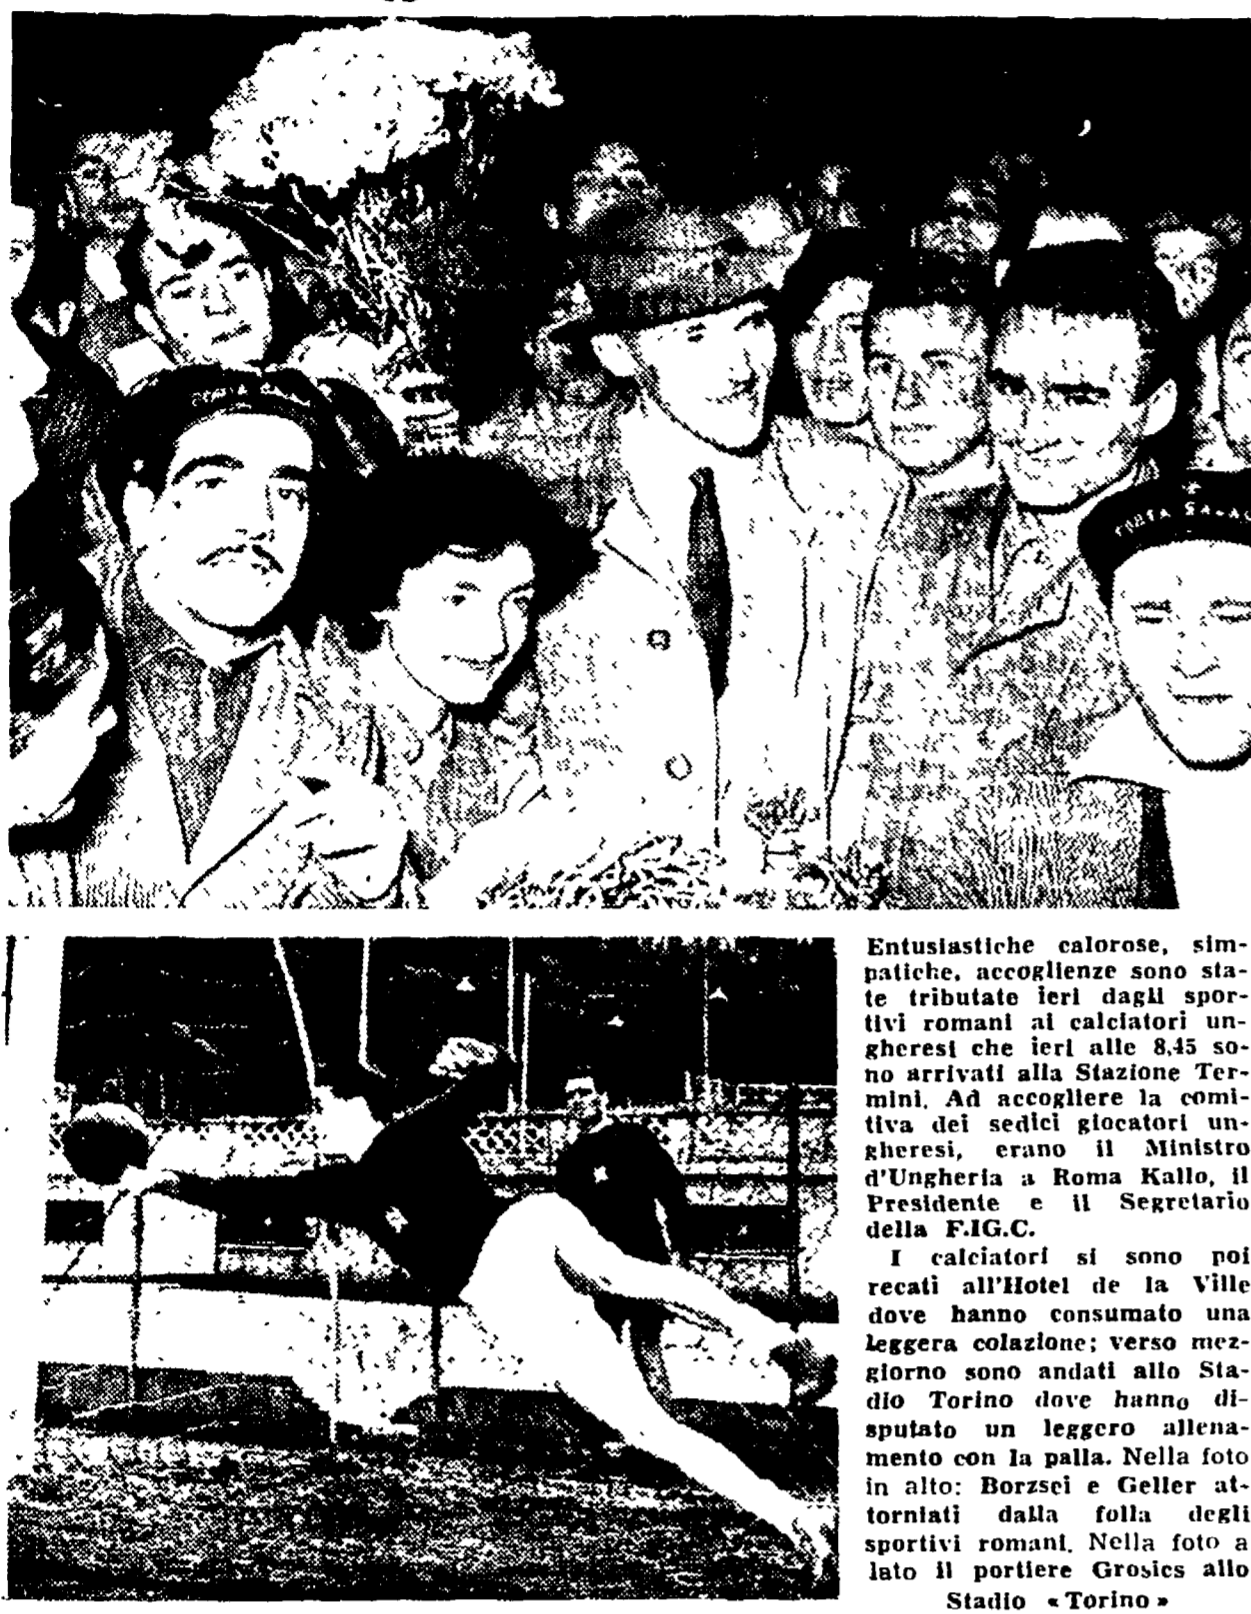 PORTA
PORTA
Entusiastiche calorose, sim-
patiche, accoglienze sono sta-
te tributate ieri dagli spor-
tivi romani ai calciatori un-
gheresi che ieri alle 8,45 so-
no arrivati alla Stazione Ter-
mini. Ad accogliere la comi-
tiva dei sedici giocatori un-
gheresi, erano il Ministro
d'Ungheria a Roma Kallo, il
Presidente e il Segretario
della F.IG.C.
I calciatori si sono poi
recati all'Hotel de la Ville
dove hanno consumato una
leggera colazione; verso mez-
giorno sono andati allo Sta-
dio Torino dove hanno di-
sputato un leggero allena-
mento con la palla. Nella foto
in alto: Borzsei e Geller at-
torniati dalla folla degli
sportivi romani. Nella foto a
lato il portiere Grosics allo
Stadio « Torino »